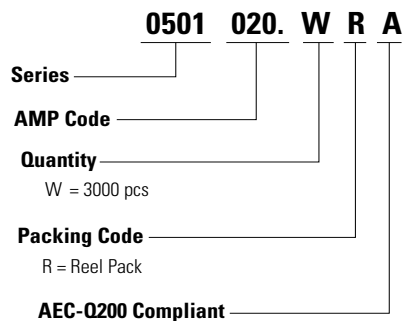 0501 020. W R A
Series
AMP Code
Quantity
W = 3000 pcs
Packing Code
R = Reel Pack
AEC-Q200 Compliant